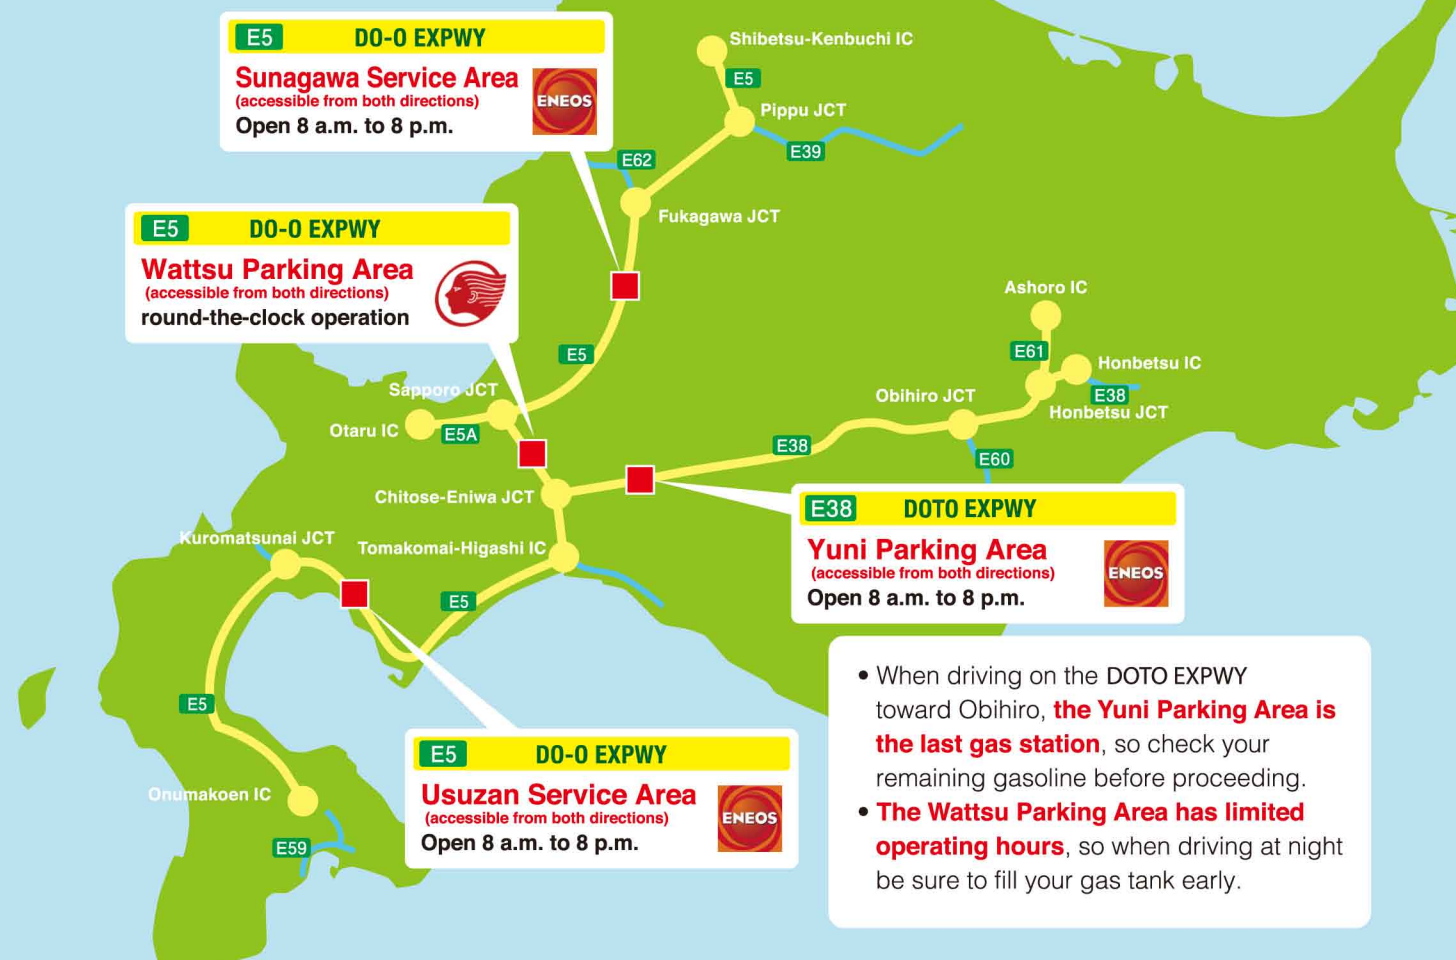 E5 DO-O EXPWY
Sunagawa Service Area
(accessible from both directions)
Open 8 a.m. to 8 p.m.
ENEOS
Shibetsu-Kenbuchi IC
E5
Pippu JCT
E39
E62
Fukagawa JCT
E5 DO-O EXPWY
Wattsu Parking Area
(accessible from both directions)
round-the-clock operation
E5
Ashoro IC
E61
Honbetsu IC
E38
Honbetsu JCT
Obihiro JCT
E38
E60
Sapporo JCT
Otaru IC
E5A
Chitose-Eniwa JCT
E38 DOTO EXPWY
Yuni Parking Area
(accessible from both directions)
Open 8 a.m. to 8 p.m.
ENEOS
Kuromatsunai JCT
Tomakomai-Higashi IC
E5
E5
Onumakoen IC
E59
E5 DO-O EXPWY
Usuzan Service Area
(accessible from both directions)
Open 8 a.m. to 8 p.m.
ENEOS
• When driving on the DOTO EXPWY
toward Obihiro, the Yuni Parking Area is
the last gas station, so check your
remaining gasoline before proceeding.
• The Wattsu Parking Area has limited
operating hours, so when driving at night
be sure to fill your gas tank early.